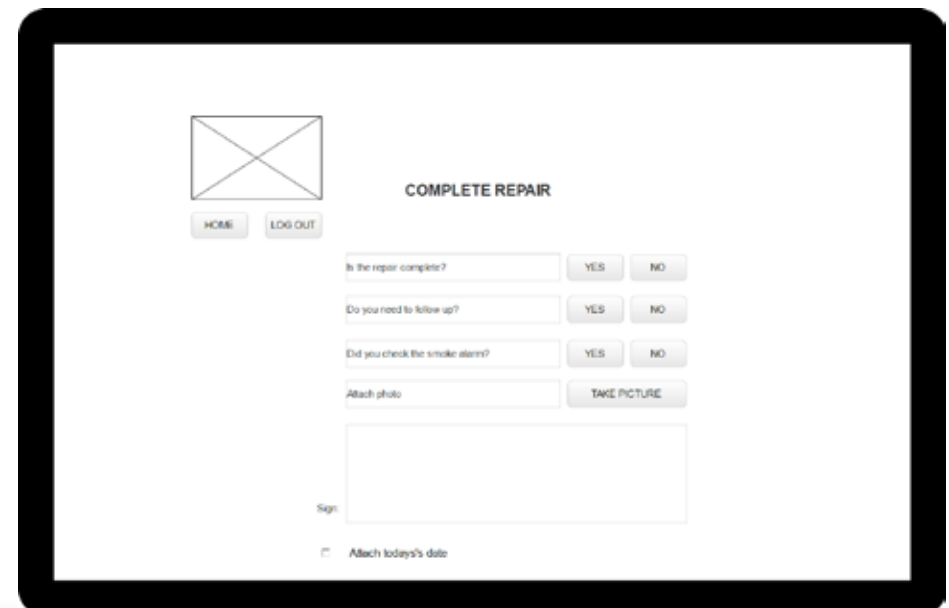 COMPLETE REPAIR
HOME LOG OUT
Is the repair complete? YES NO
Do you need to follow up? YES NO
Did you check the smoke alarm? YES NO
Attach photo TAKE PICTURE
Sign:
Attach todays's date